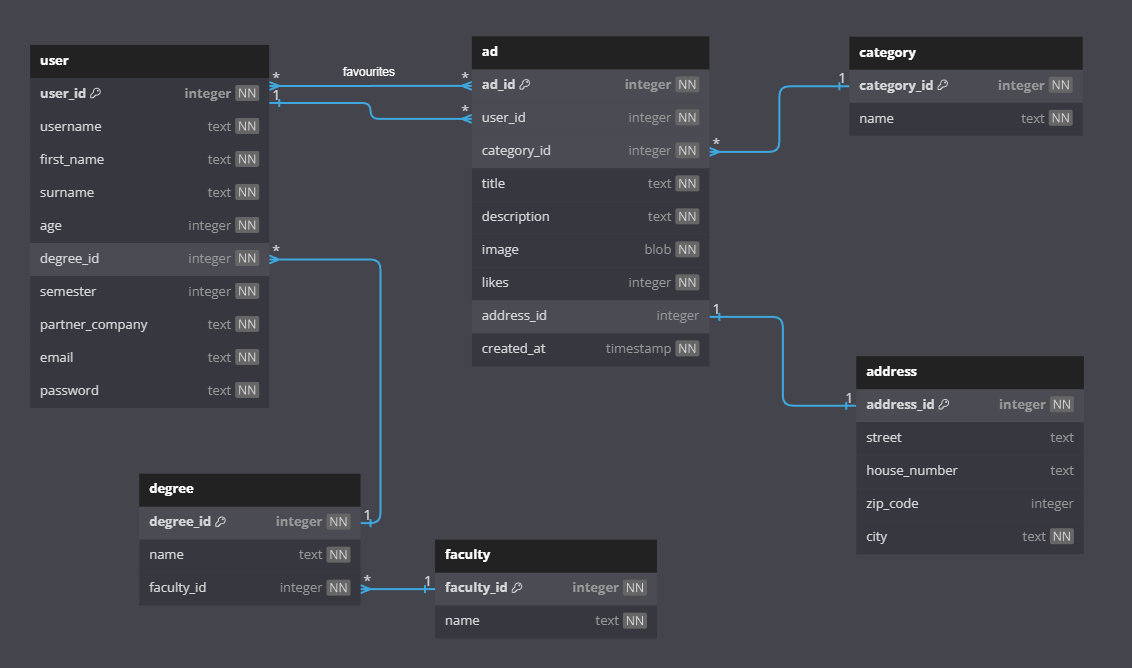 user
user_id integer NN
username text NN
first_name text NN
surname text NN
age integer NN
degree_id integer NN
semester integer NN
partner_company text NN
email text NN
password text NN
* favourites *
1 *
ad
ad_id integer NN
user_id integer NN
category_id integer NN
title text NN
description text NN
image blob NN
likes integer NN
address_id integer
created_at timestamp NN
* 1
category
category_id integer NN
name text NN
1 1
address
address_id integer NN
street text
house_number text
zip_code integer
city text NN
* 1
degree
degree_id integer NN
name text NN
faculty_id integer NN
* 1
faculty
faculty_id integer NN
name text NN